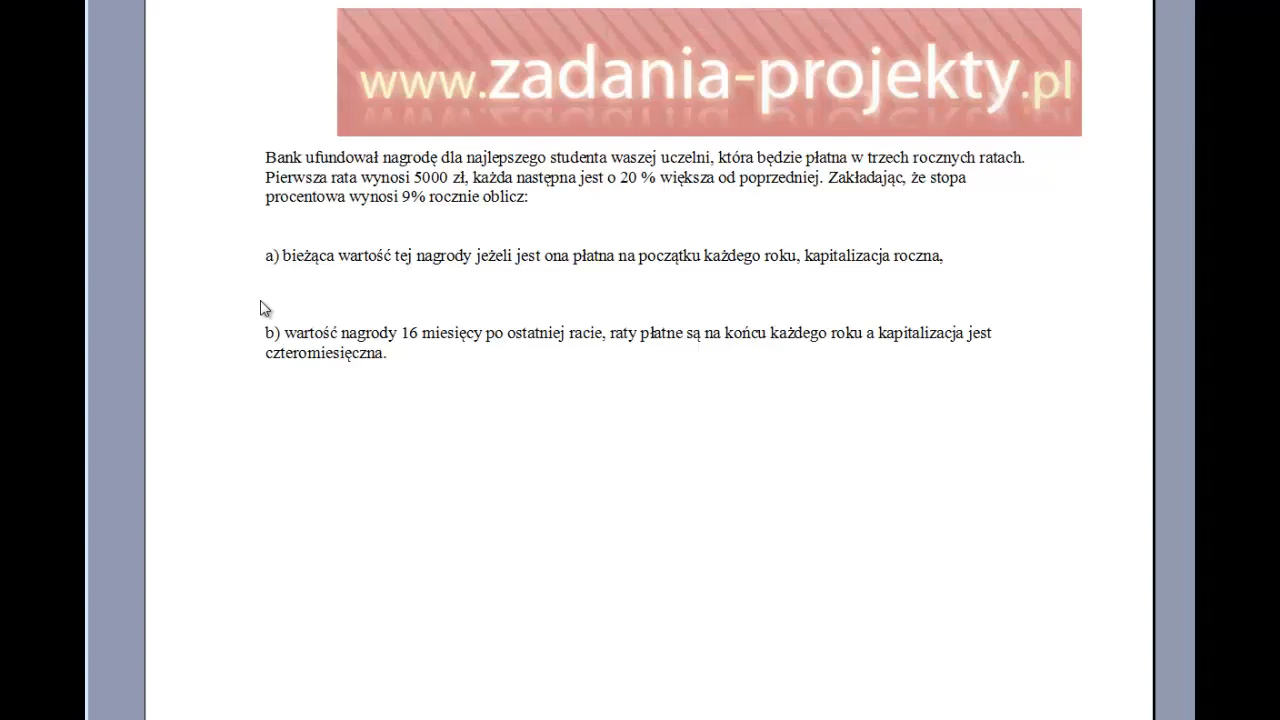 www.zadania-projekty.pl
Bank ufundował nagrodę dla najlepszego studenta waszej uczelni, która będzie płatna w trzech rocznych ratach.
Pierwsza rata wynosi 5000 zł, każda następna jest o 20 % większa od poprzedniej. Zakładając, że stopa
procentowa wynosi 9% rocznie oblicz:
a) bieżąca wartość tej nagrody jeżeli jest ona płatna na początku każdego roku, kapitalizacja roczna,
b) wartość nagrody 16 miesięcy po ostatniej racie, raty płatne są na końcu każdego roku a kapitalizacja jest
czteromiesięczna.